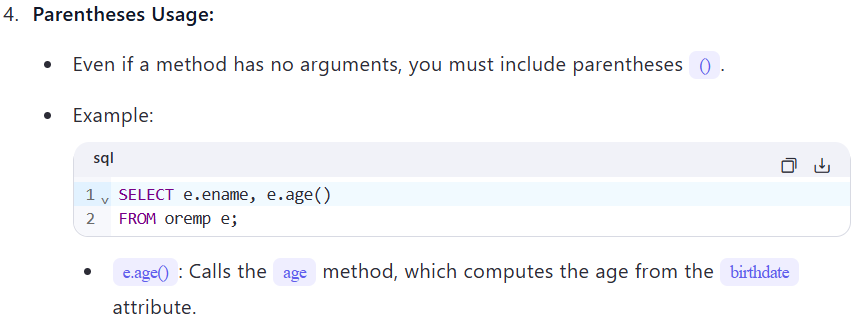 4. Parentheses Usage:
• Even if a method has no arguments, you must include parentheses () .
• Example:
sql
1 SELECT e.ename, e.age()
2 FROM oremp e;
• e.age() : Calls the age method, which computes the age from the birthdate
attribute.